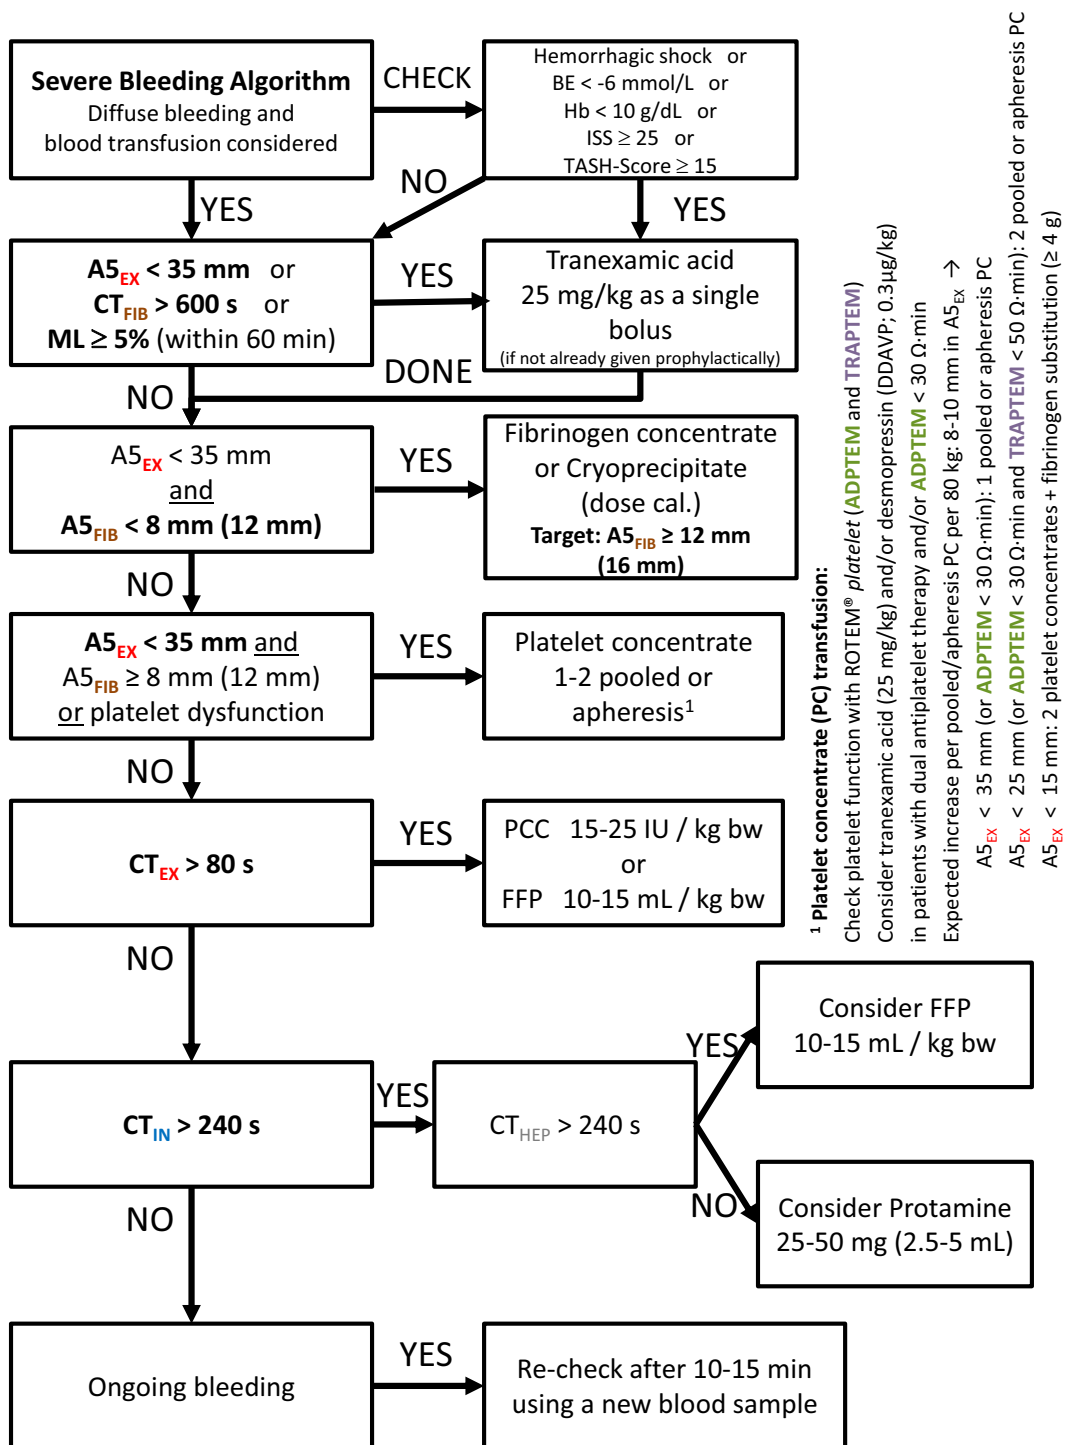 Severe Bleeding Algorithm
Diffuse bleeding and
blood transfusion considered
CHECK
Hemorrhagic shock or
BE < -6 mmol/L or
Hb < 10 g/dL or
ISS ≥ 25 or
TASH-Score ≥ 15
NO
YES
YES
A5EX < 35 mm or
CTFIB > 600 s or
ML ≥ 5% (within 60 min)
YES
Tranexamic acid
25 mg/kg as a single
bolus
(if not already given prophylactically)
NO
DONE
A5EX < 35 mm
and
A5FIB < 8 mm (12 mm)
YES
Fibrinogen concentrate
or Cryoprecipitate
(dose cal.)
Target: A5FIB ≥ 12 mm
(16 mm)
NO
A5EX < 35 mm and
A5FIB ≥ 8 mm (12 mm)
or platelet dysfunction
YES
Platelet concentrate
1-2 pooled or
apheresis1
NO
CTEX > 80 s
YES
PCC 15-25 IU / kg bw
or
FFP 10-15 mL / kg bw
NO
CTIN > 240 s
YES
CTHEP > 240 s
YES
Consider FFP
10-15 mL / kg bw
NO
Consider Protamine
25-50 mg (2.5-5 mL)
NO
Ongoing bleeding
YES
Re-check after 10-15 min
using a new blood sample
1 Platelet concentrate (PC) transfusion:
Check platelet function with ROTEM® platelet (ADPTEM and TRAPTEM)
Consider tranexamic acid (25 mg/kg) and/or desmopressin (DDAVP; 0.3µg/kg)
in patients with dual antiplatelet therapy and/or ADPTEM < 30 Ω·min
Expected increase per pooled/apheresis PC per 80 kg: 8-10 mm in A5EX →
A5EX < 35 mm (or ADPTEM < 30 Ω·min): 1 pooled or apheresis PC
A5EX < 25 mm (or ADPTEM < 30 Ω·min and TRAPTEM < 50 Ω·min): 2 pooled or apheresis PC
A5EX < 15 mm: 2 platelet concentrates + fibrinogen substitution (≥ 4 g)